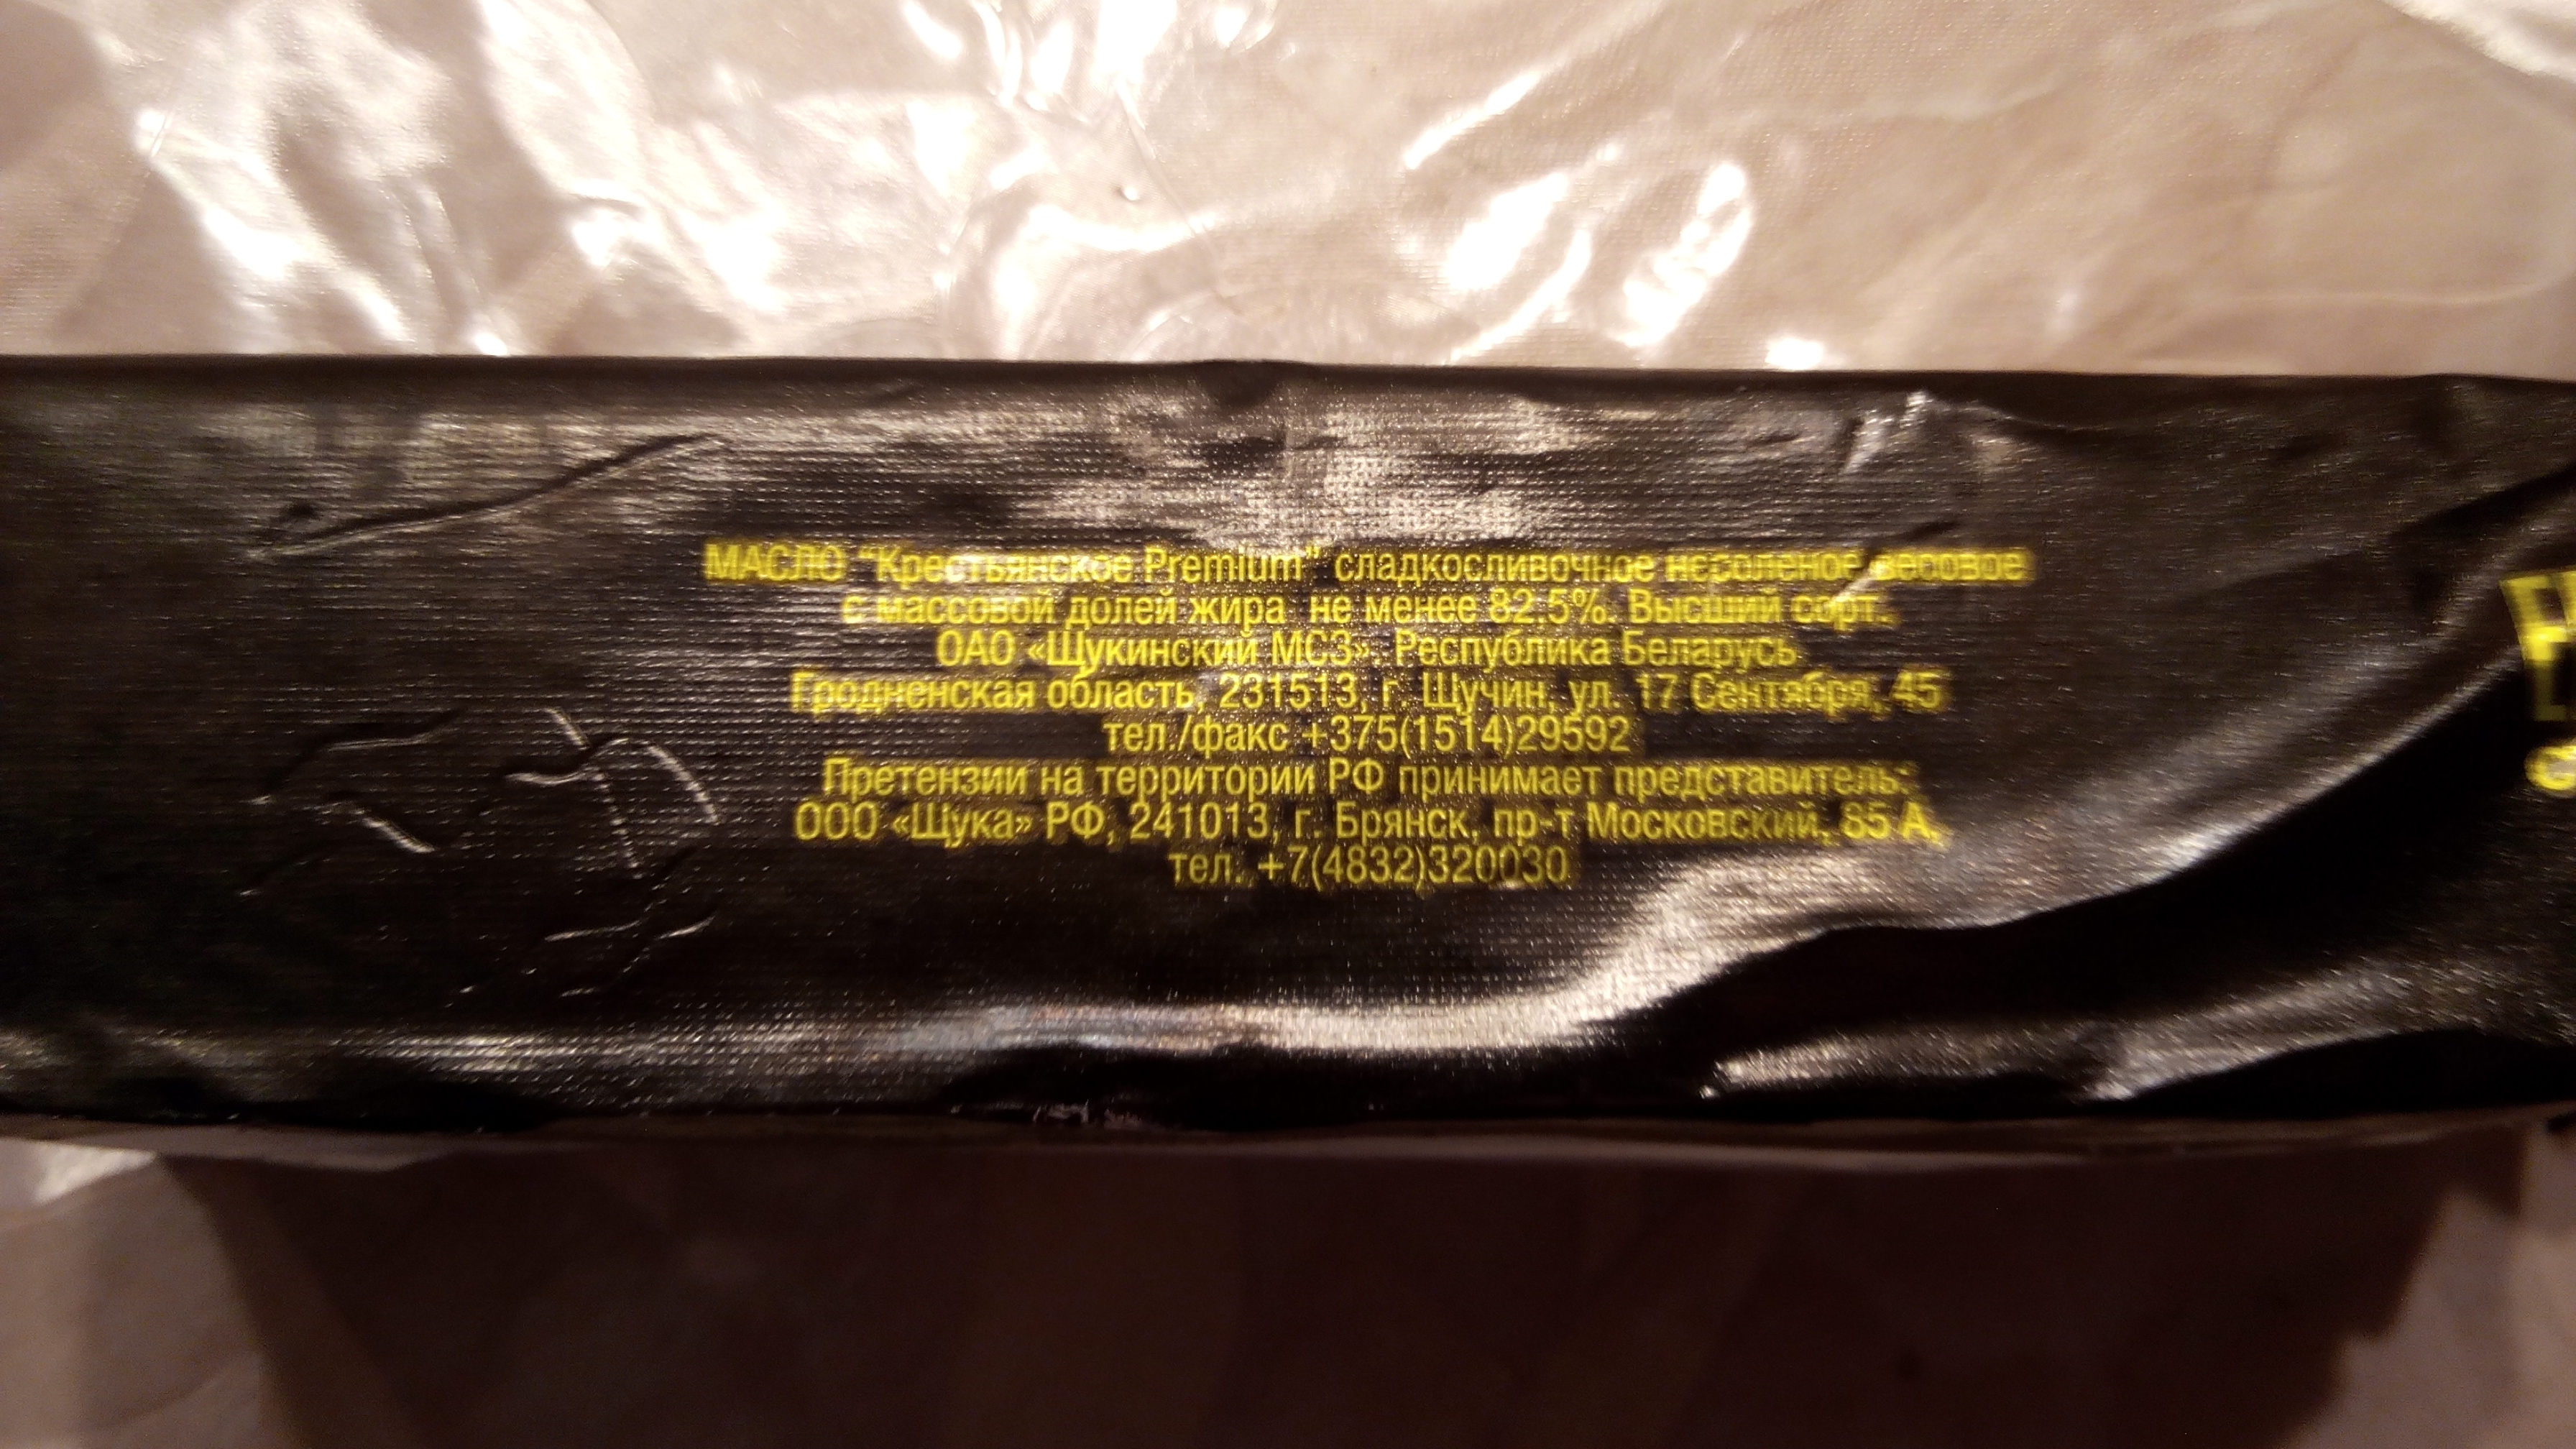 МАСЛО “Крестьянское Premium” сладкосливочное несоленое весовое
с массовой долей жира не менее 82.5%. Высший сорт.
ОАО «Щукинский МСЗ». Республика Беларусь
Гродненская область, 231513, г. Щучин, ул. 17 Сентября, 45
тел./факс +375(1514)29592
Претензии на территории РФ принимает представитель:
ООО «Щука» РФ, 241013, г. Брянск, пр-т Московский, 85 А,
тел. +7(4832)320030